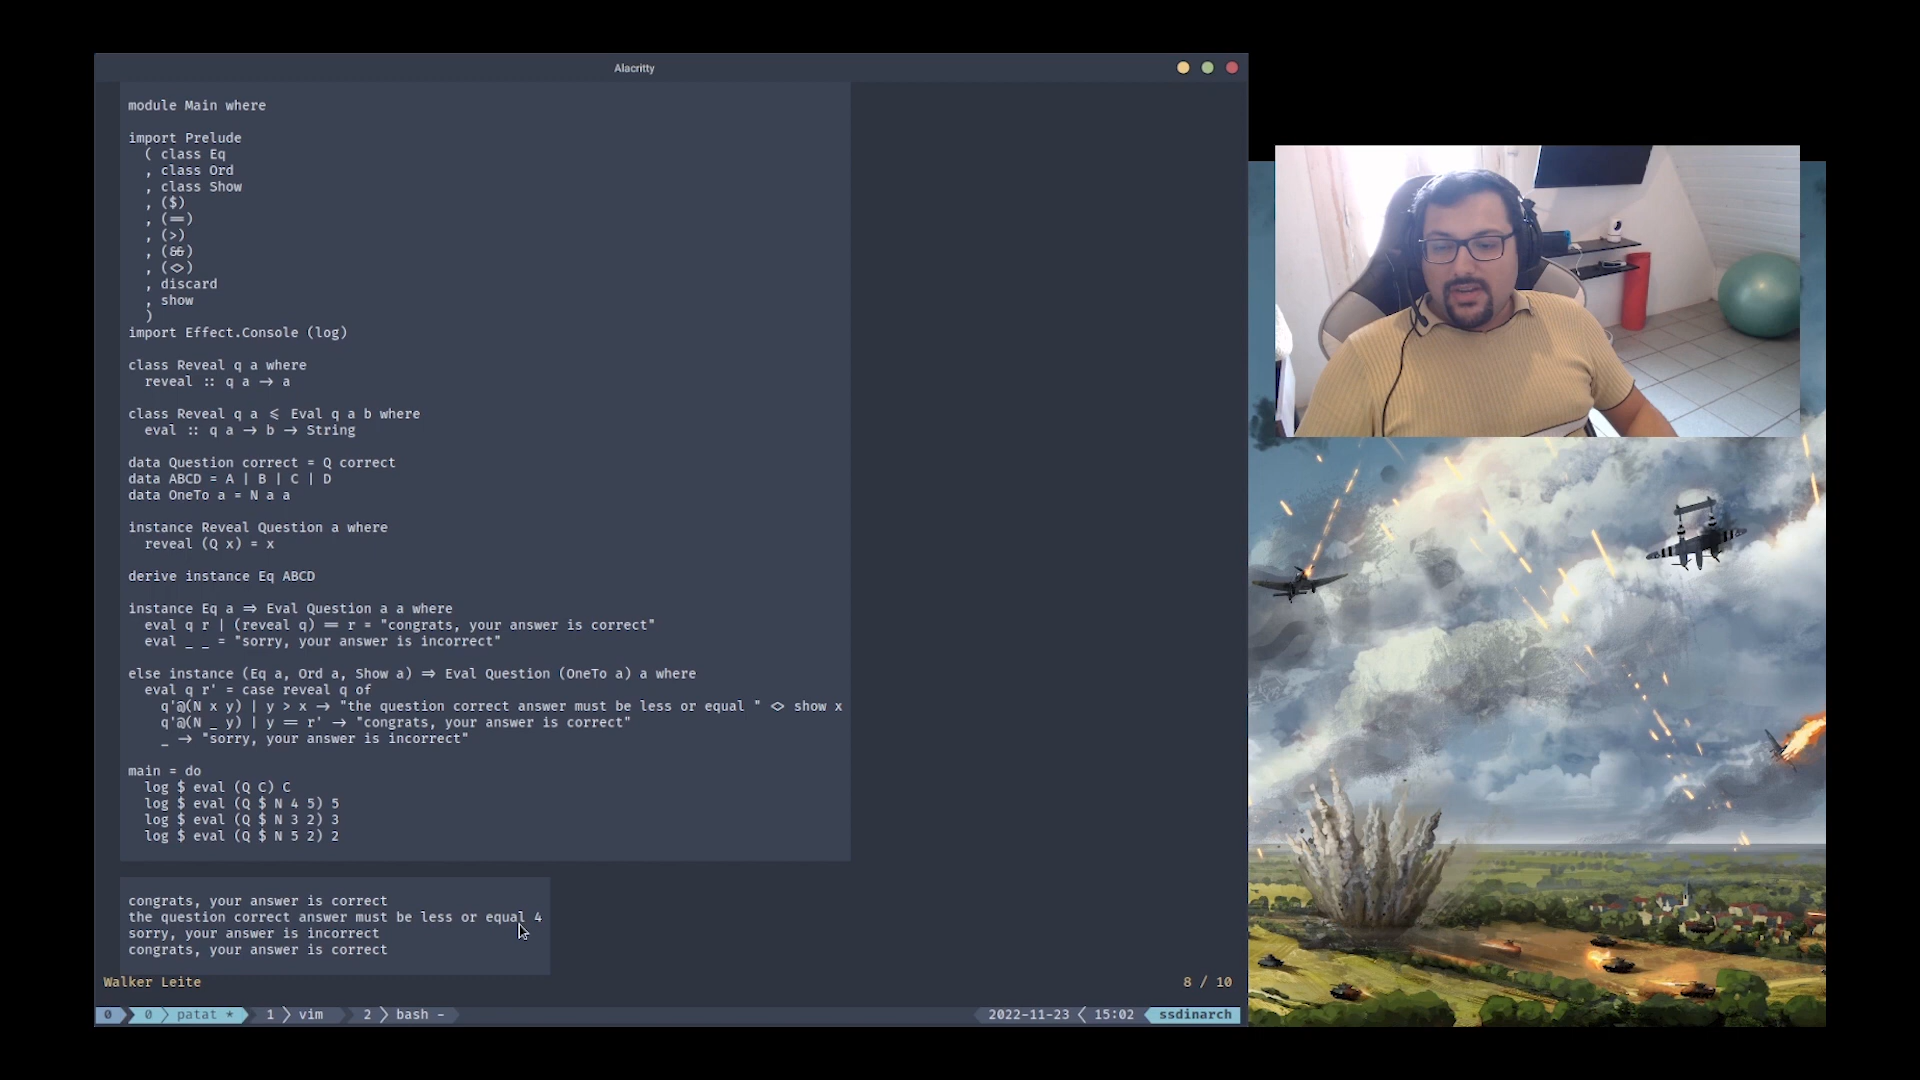 Alacritty
module Main where
import Prelude
( class Eq
, class Ord
, class Show
, ($)
, (==)
, (>)
, (&&)
, (<>)
, discard
, show
)
import Effect.Console (log)
class Reveal q a where
reveal :: q a -> a
class Reveal q a <= Eval q a b where
eval :: q a -> b -> String
data Question correct = Q correct
data ABCD = A | B | C | D
data OneTo a = N a a
instance Reveal Question a where
reveal (Q x) = x
derive instance Eq ABCD
instance Eq a => Eval Question a a where
eval q r | (reveal q) == r = "congrats, your answer is correct"
eval _ _ = "sorry, your answer is incorrect"
else instance (Eq a, Ord a, Show a) => Eval Question (OneTo a) a where
eval q r' = case reveal q of
q'@(N x y) | y > x -> "the question correct answer must be less or equal " <> show x
q'@(N _ y) | y == r' -> "congrats, your answer is correct"
_ -> "sorry, your answer is incorrect"
main = do
log $ eval (Q C) C
log $ eval (Q $ N 4 5) 5
log $ eval (Q $ N 3 2) 3
log $ eval (Q $ N 5 2) 2
congrats, your answer is correct
the question correct answer must be less or equal 4
sorry, your answer is incorrect
congrats, your answer is correct
Walker Leite 8 / 10
0 0 patat * 1 vim 2 bash - 2022-11-23 15:02 ssdinarch